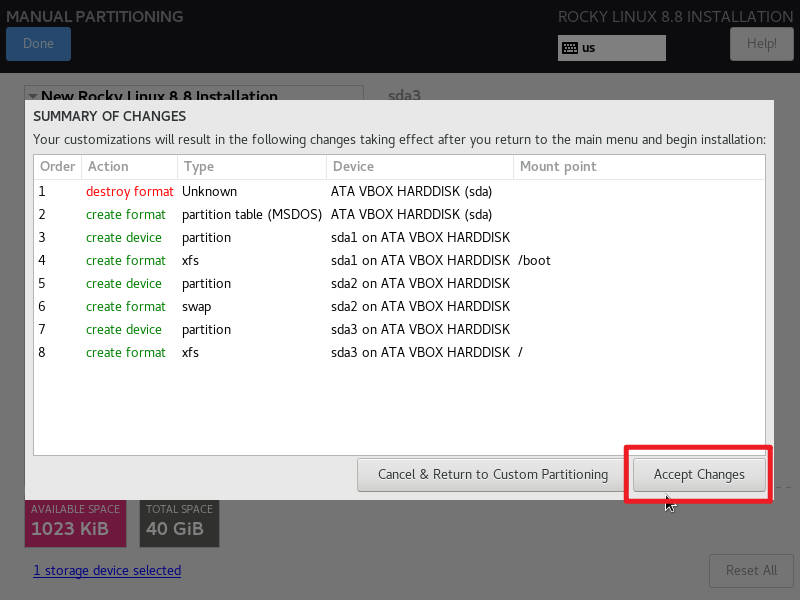 MANUAL PARTITIONING
ROCKY LINUX 8.8 INSTALLATION
Done
us
Help!
New Rocky Linux 8.8 Installation
sda3
SUMMARY OF CHANGES
Your customizations will result in the following changes taking effect after you return to the main menu and begin installation:
Order Action Type Device Mount point
1 destroy format Unknown ATA VBOX HARDDISK (sda)
2 create format partition table (MSDOS) ATA VBOX HARDDISK (sda)
3 create device partition sda1 on ATA VBOX HARDDISK
4 create format xfs sda1 on ATA VBOX HARDDISK /boot
5 create device partition sda2 on ATA VBOX HARDDISK
6 create format swap sda2 on ATA VBOX HARDDISK
7 create device partition sda3 on ATA VBOX HARDDISK
8 create format xfs sda3 on ATA VBOX HARDDISK /
Cancel & Return to Custom Partitioning
Accept Changes
AVAILABLE SPACE
1023 KiB
TOTAL SPACE
40 GiB
1 storage device selected
Reset All